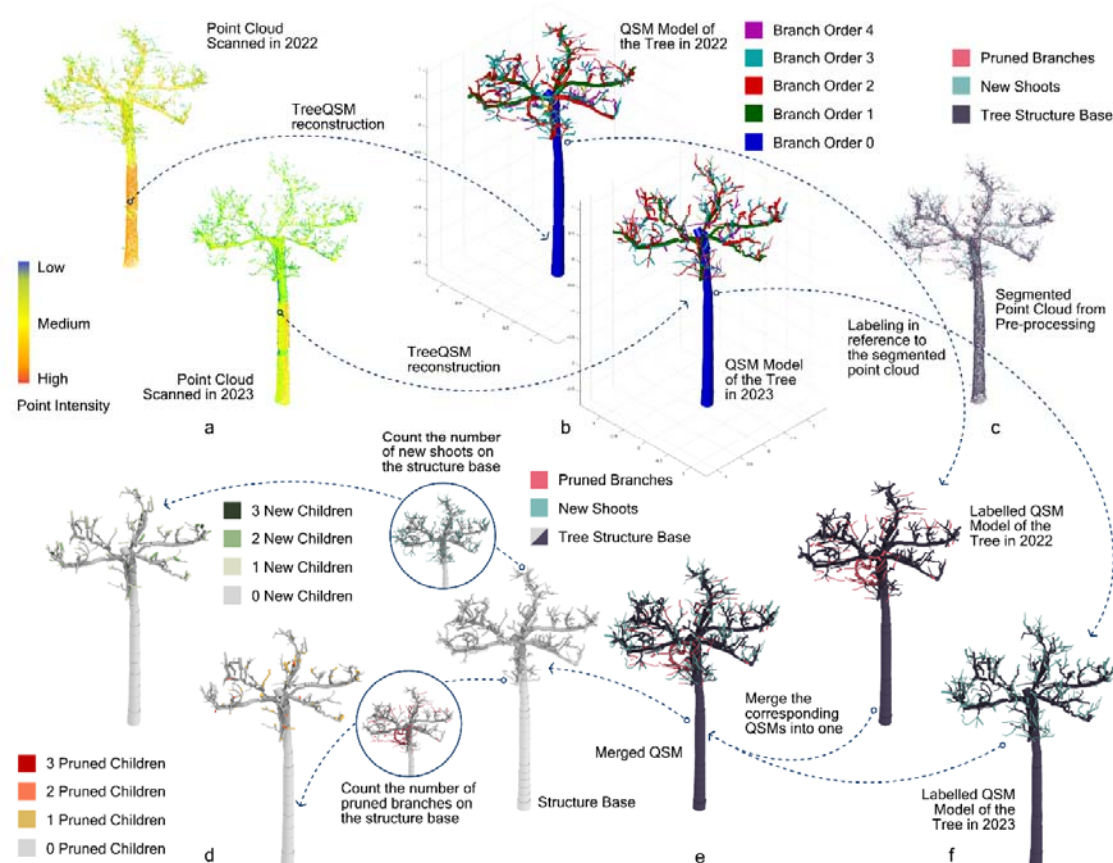 Point Cloud
Scanned in 2022
QSM Model of
the Tree in 2022
Branch Order 4
Branch Order 3
Branch Order 2
Branch Order 1
Branch Order 0
Pruned Branches
New Shoots
Tree Structure Base
TreeQSM
reconstruction
Low
Medium
High
Point Intensity
Point Cloud
Scanned in 2023
TreeQSM
reconstruction
QSM Model
of the Tree
in 2023
Labeling in
reference to
the segmented
point cloud
Segmented
Point Cloud from
Pre-processing
a
b
c
Count the number
of new shoots on
the structure base
3 New Children
2 New Children
1 New Children
0 New Children
Pruned Branches
New Shoots
Tree Structure Base
Labelled QSM
Model of the
Tree in 2022
Merge the
corresponding
QSMs into one
Merged QSM
Structure Base
Count the number of
pruned branches on
the structure base
3 Pruned Children
2 Pruned Children
1 Pruned Children
0 Pruned Children
Labelled QSM
Model of the
Tree in 2023
d
e
f